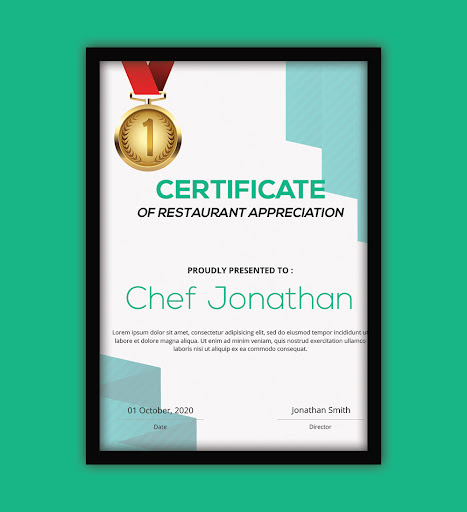 1
CERTIFICATE
OF RESTAURANT APPRECIATION
PROUDLY PRESENTED TO :
Chef Jonathan
Lorem ipsum dolor sit amet, consectetur adipisicing elit, sed do eiusmod tempor incididunt ut
labore et dolore magna aliqua. Ut enim ad minim veniam, quis nostrud exercitation ullamco
laboris nisi ut aliquip ex ea commodo consequat.
01 October, 2020
Jonathan Smith
Date
Director